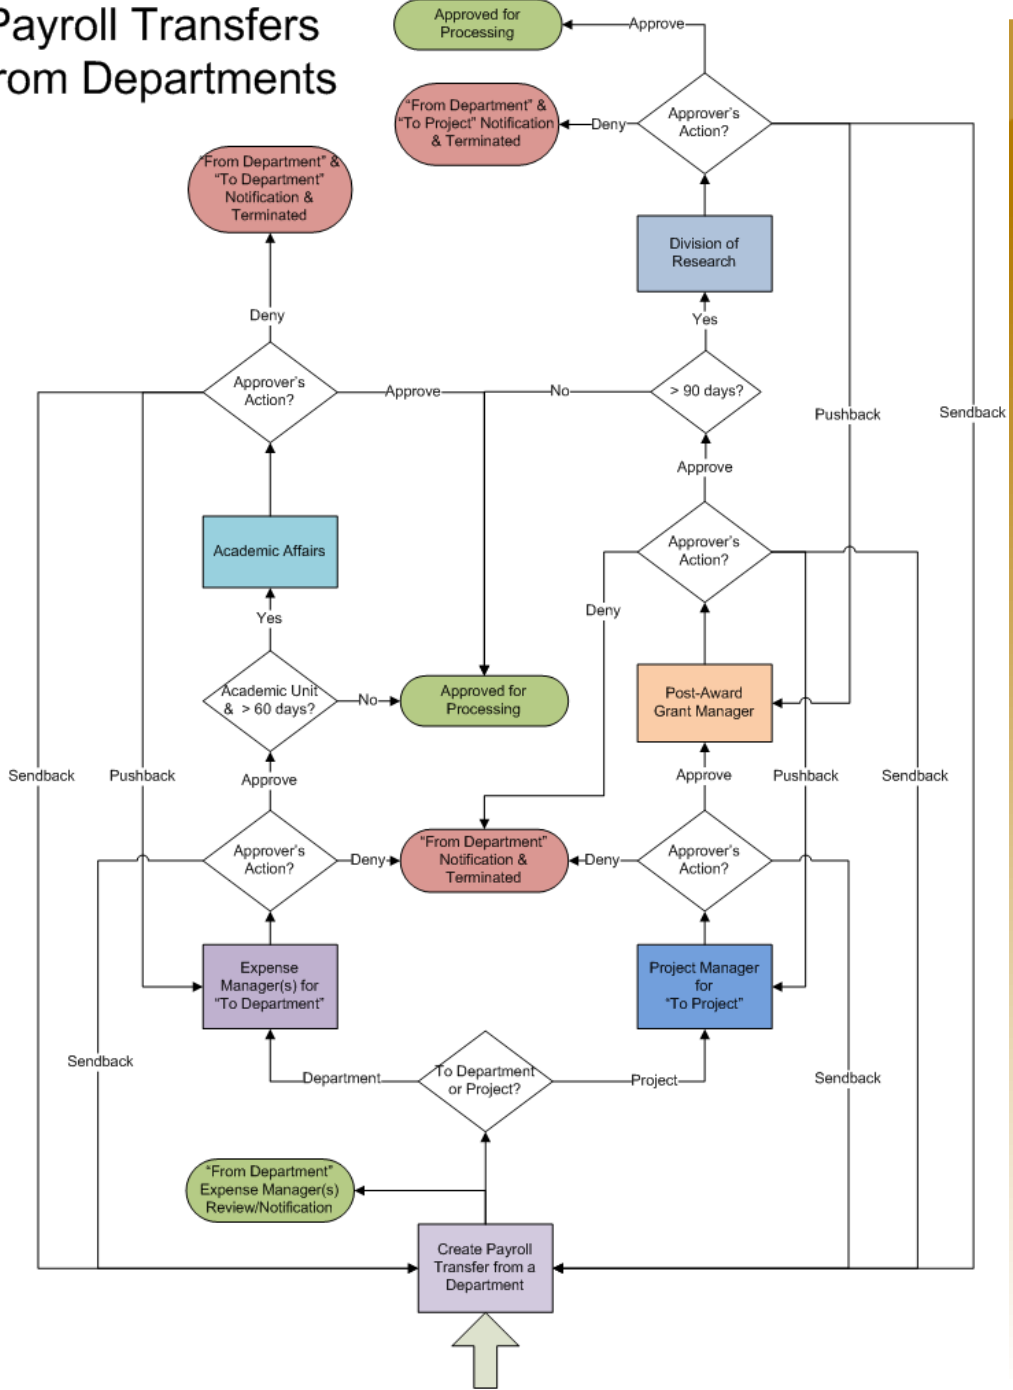 Payroll Transfers
rom Departments
Approved for
Processing
Approve
"From Department" &
"To Project" Notification
& Terminated
Deny
Approver's
Action?
"From Department" &
"To Department"
Notification &
Terminated
Division of
Research
Deny
Yes
Approver's
Action?
Approve
No
> 90 days?
Pushback
Sendback
Approve
Academic Affairs
Approver's
Action?
Yes
Deny
Academic Unit
& > 60 days?
No
Approved for
Processing
Post-Award
Grant Manager
Sendback
Pushback
Approve
Approve
Pushback
Sendback
Approver's
Action?
Deny
"From Department"
Notification &
Terminated
Deny
Approver's
Action?
Expense
Manager(s) for
"To Department"
Project Manager
for
"To Project"
Sendback
Department
To Department
or Project?
Project
Sendback
"From Department"
Expense Manager(s)
Review/Notification
Create Payroll
Transfer from a
Department